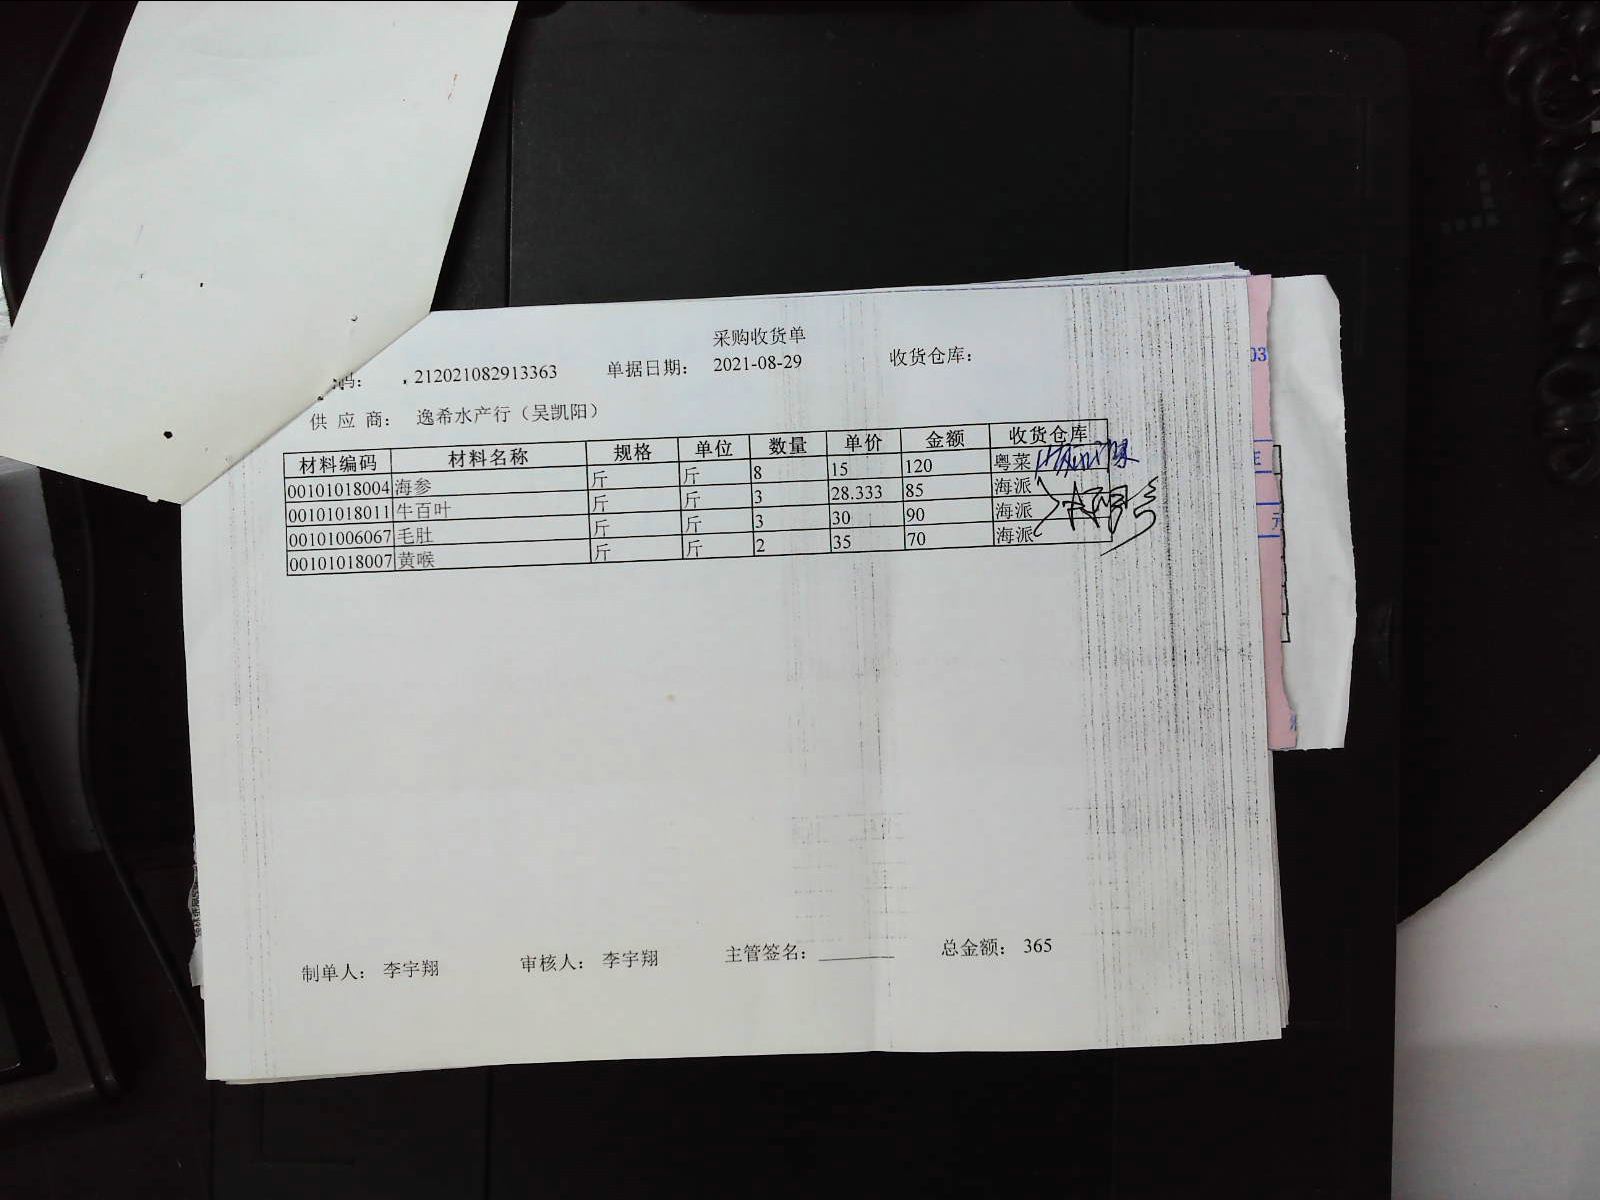 采购收货单
码： 212021082913363 单据日期： 2021-08-29 收货仓库：
供 应 商： 逸希水产行（吴凯阳）
材料编码 材料名称 规格 单位 数量 单价 金额 收货仓库
00101018004 海参 斤 斤 8 15 120 粤菜
00101018011 牛百叶 斤 斤 3 28.333 85 海派
00101006067 毛肚 斤 斤 3 30 90 海派
00101018007 黄喉 斤 斤 2 35 70 海派
制单人： 李宇翔 审核人： 李宇翔 主管签名： 总金额： 365
03
元